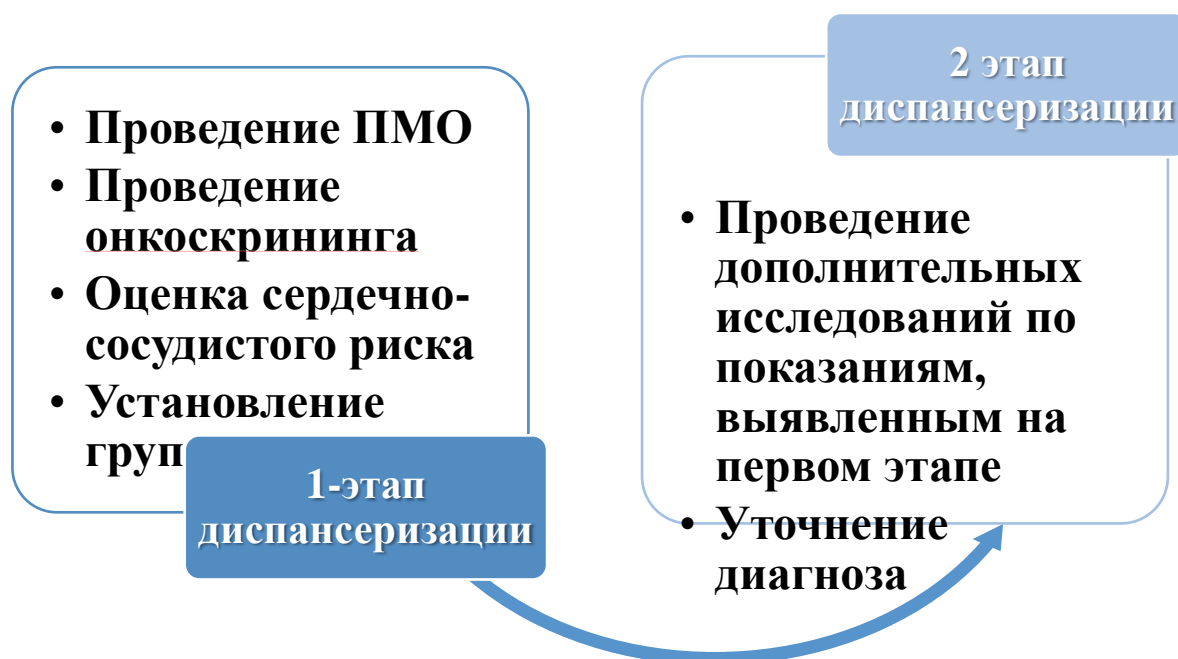 • Проведение ПМО
• Проведение
онкоскрининга
• Оценка сердечно-
сосудистого риска
• Установление
груп
1-этап
диспансеризации
2 этап
диспансеризации
• Проведение
дополнительных
исследований по
показаниям,
выявленным на
первом этапе
• Уточнение
диагноза